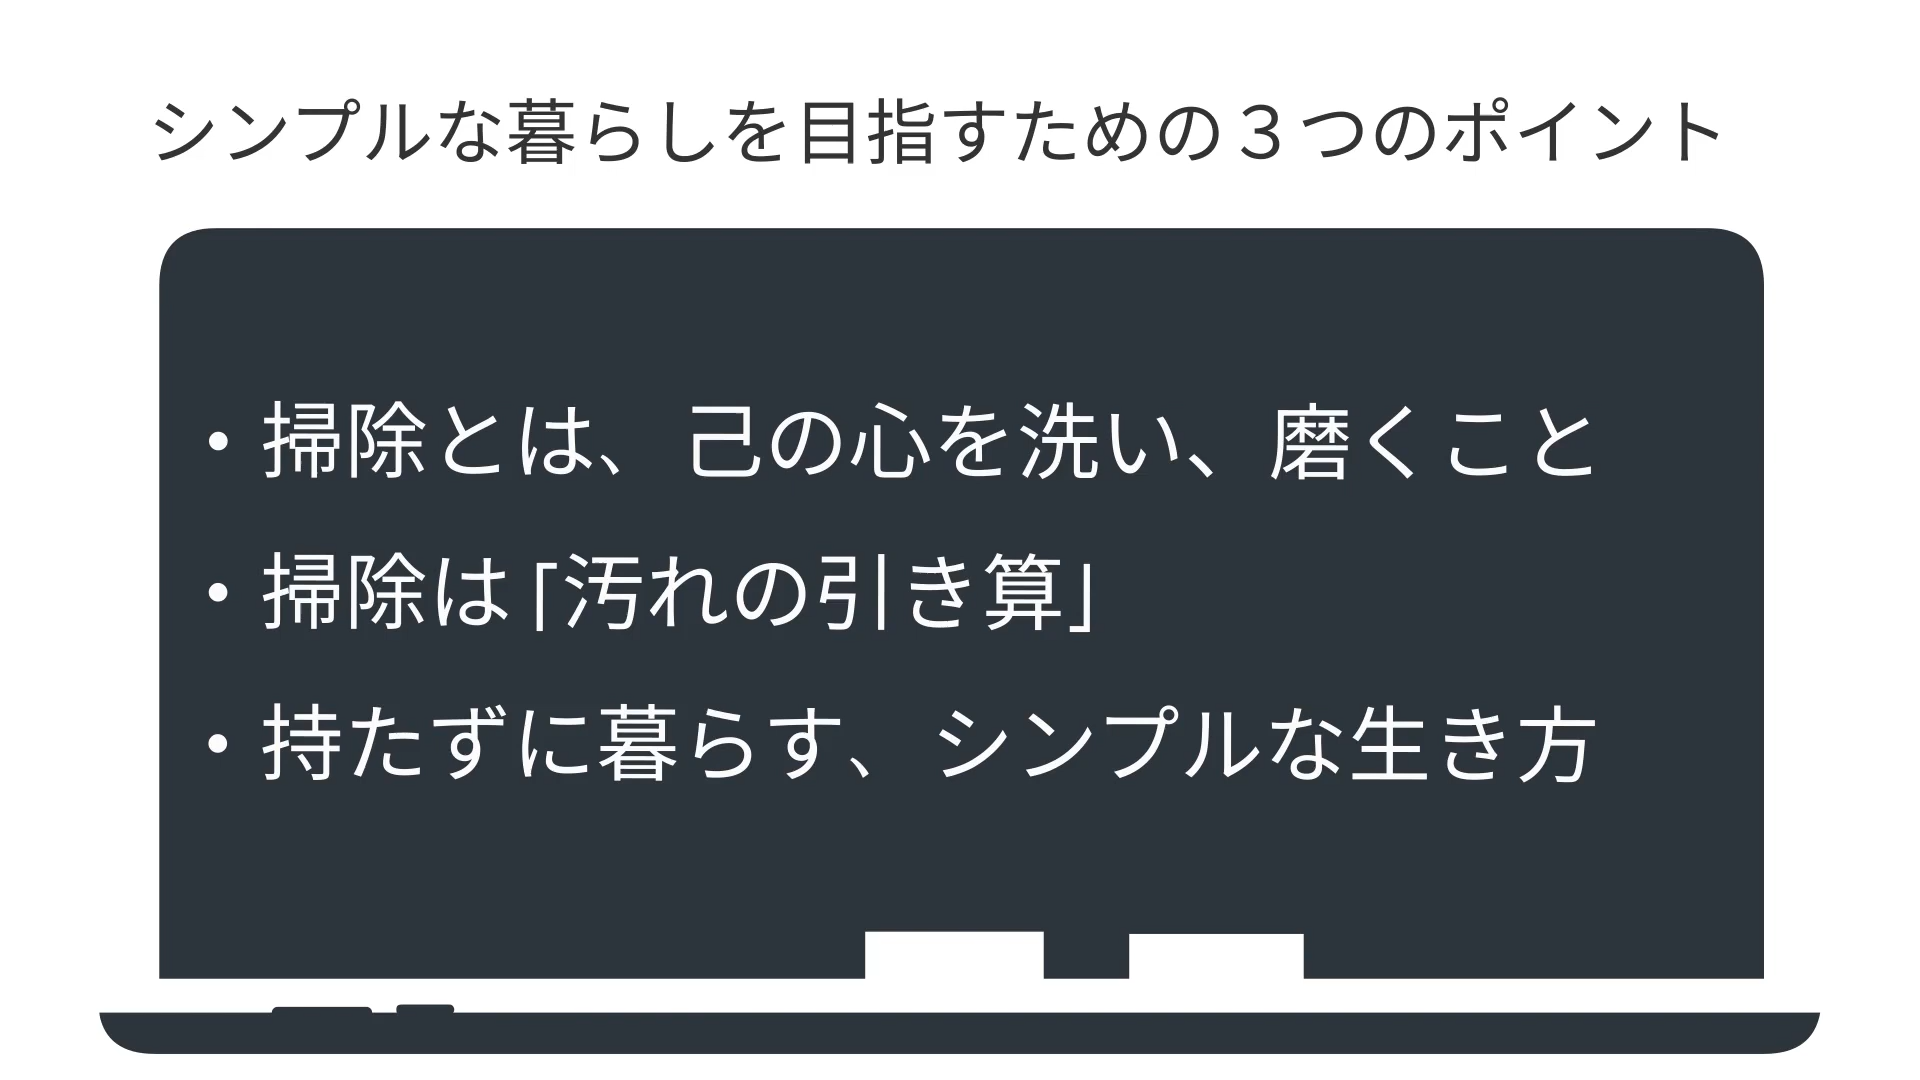 シンプルな暮らしを目指すための３つのポイント
・掃除とは、己の心を洗い、磨くこと
・掃除は「汚れの引き算」
・持たずに暮らす、シンプルな生き方